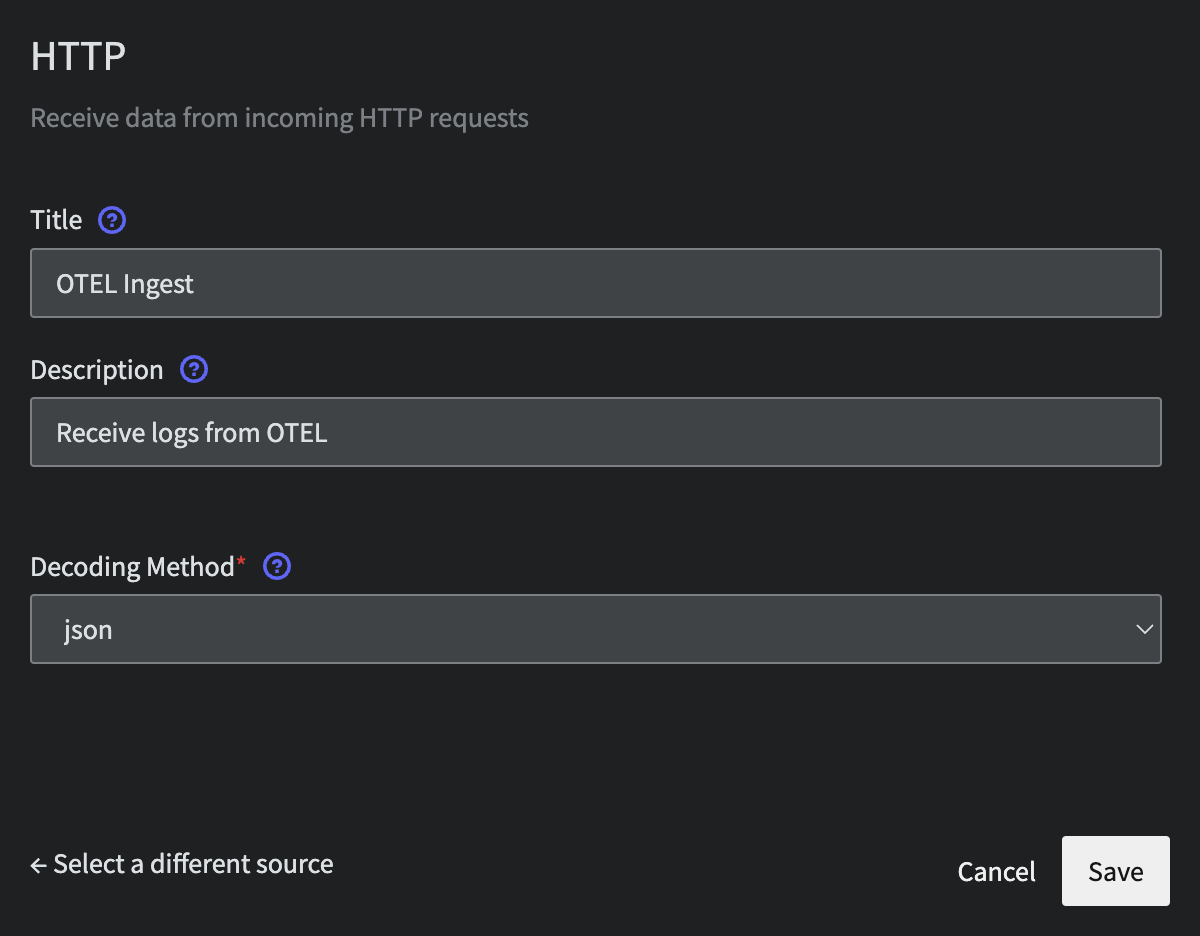 HTTP
Receive data from incoming HTTP requests
Title ?
OTEL Ingest
Description ?
Receive logs from OTEL
Decoding Method* ?
json
← Select a different source
Cancel
Save